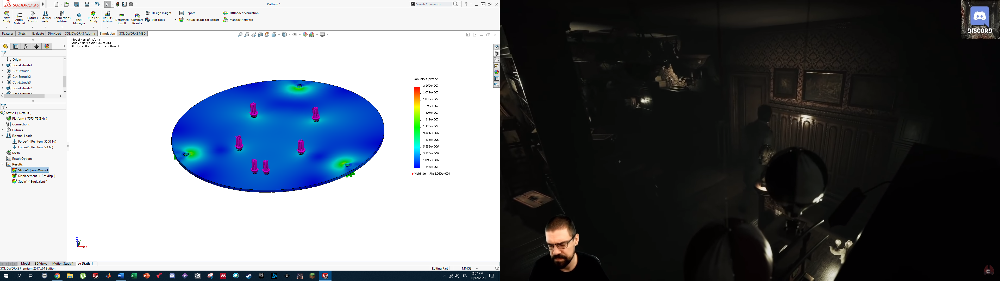 SOLIDWORKS
Platform *
Search Commands
New Study
Apply Material
Fixtures Advisor
External Loads...
Connections Advisor
Shell Manager
Run This Study
Results Advisor
Deformed Result
Compare Results
Design Insight
Plot Tools
Report
Include Image for Report
Offloaded Simulation
Manage Network
Features
Sketch
Evaluate
DimXpert
SOLIDWORKS Add-Ins
Simulation
SOLIDWORKS MBD
Model name:Platform
Study name:Static 1(-Default-)
Plot type: Static nodal stress Stress1
Origin
Boss-Extrude1
Cut-Extrude1
Cut-Extrude2
Cut-Extrude3
Boss-Extrude2
Static 1 (-Default-)
Platform (-7075-T6 (SN)-)
Connections
Fixtures
External Loads
Force-1 (:Per item: 55.57 N:)
Force-2 (:Per item: 5.4 N:)
Mesh
Result Options
Results
Stress1 (-vonMises-)
Displacement1 (-Res disp-)
Strain1 (-Equivalent-)
von Mises (N/m^2)
2.260e+007
2.072e+007
1.883e+007
1.695e+007
1.507e+007
1.319e+007
1.130e+007
9.421e+006
7.538e+006
5.655e+006
3.773e+006
1.890e+006
7.348e+003
Yield strength: 5.050e+008
Z
Y
X
Model
3D Views
Motion Study 1
Static 1
SOLIDWORKS Premium 2017 x64 Edition
Editing Part
MMGS
ΕΛ
2:07 PM
10/12/2020
DISCORD